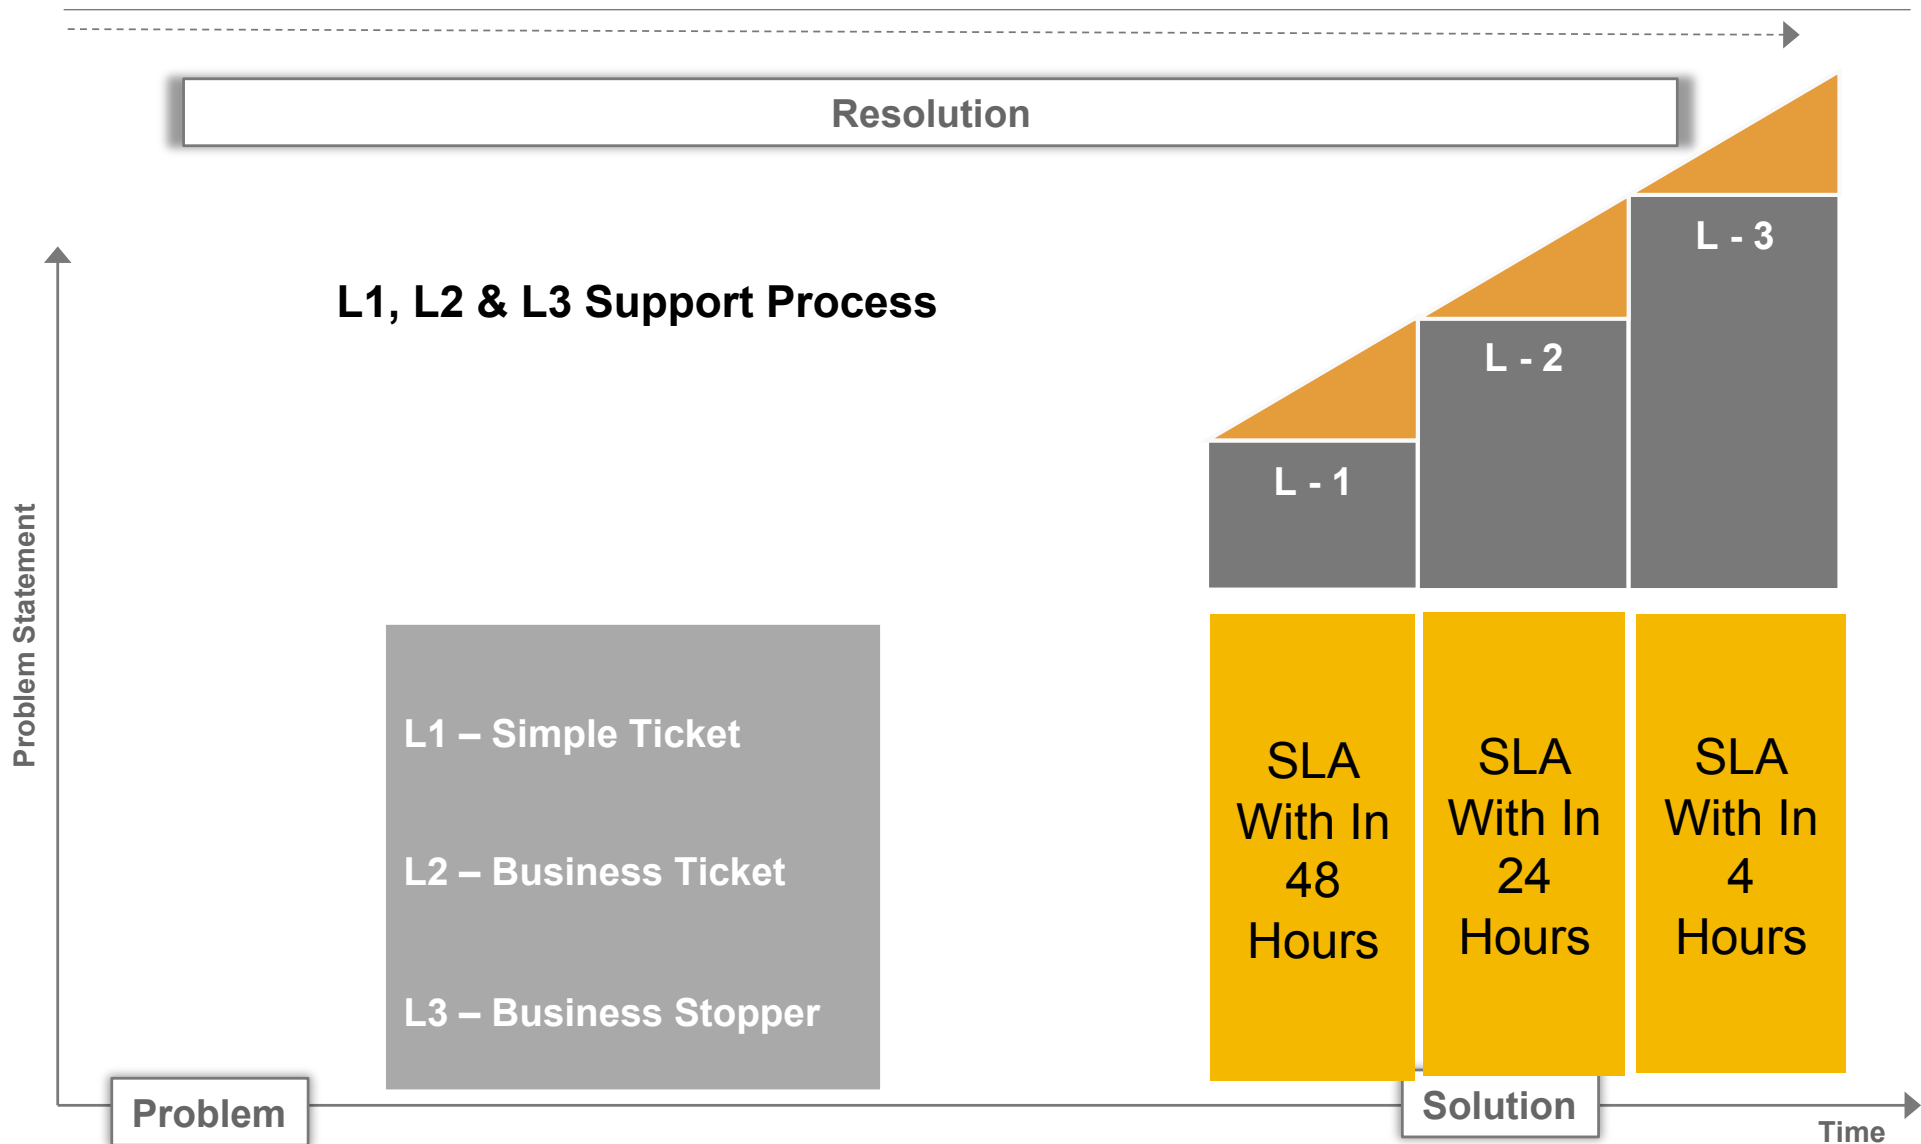 Resolution
L1, L2 & L3 Support Process
L - 1
L - 2
L - 3
Problem Statement
L1 – Simple Ticket
L2 – Business Ticket
L3 – Business Stopper
SLA
With In
48
Hours
SLA
With In
24
Hours
SLA
With In
4
Hours
Problem
Solution
Time